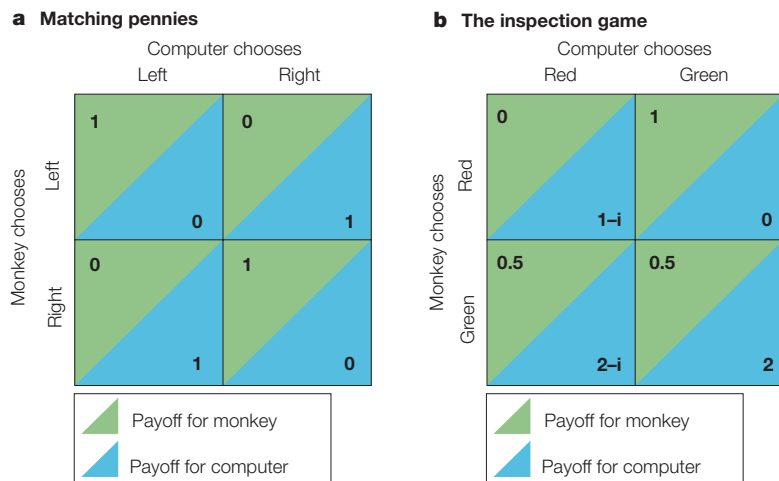 a Matching pennies
Computer chooses
Left Right
Monkey chooses
Left
1 0
0 1
Right
0 1
1 0
Payoff for monkey
Payoff for computer
b The inspection game
Computer chooses
Red Green
Monkey chooses
Red
0 1
1–i 0
Green
0.5 0.5
2–i 2
Payoff for monkey
Payoff for computer